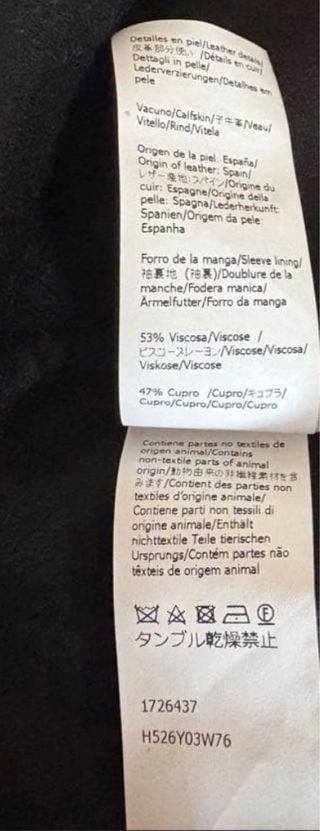 Detalles en piel/Leather details/
皮革部分使い /Détails en cuir/
Dettagli in pelle/
Lederverzierungen/Detalhes em
pele
Vacuno/Calfskin/子牛革/Veau/
Vitello/Rind/Vitela
Origen de la piel: España/
Origin of leather: Spain/
レザー産地:スペイン/Origine du
cuir: Espagne/Origine della
pelle: Spagna/Lederherkunft:
Spanien/Origem da pele:
Espanha
Forro de la manga/Sleeve lining/
袖裏地 (袖裏)/Doublure de la
manche/Fodera manica/
Ärmelfutter/Forro da manga
53% Viscosa/Viscose /
ビスコースレーヨン/Viscose/Viscosa/
Viskose/Viscose
47% Cupro /Cupro/キュプラ/
Cupro/Cupro/Cupro/Cupro
Contiene partes no textiles de
origen animal/Contains
non-textile parts of animal
origin/動物由来の非繊維素材を含
みます/Contient des parties non
textiles d'origine animale/
Contiene parti non tessili di
origine animale/Enthält
nichttextile Teile tierischen
Ursprungs/Contém partes não
têxteis de origem animal
タンブル乾燥禁止
1726437
H526Y03W76